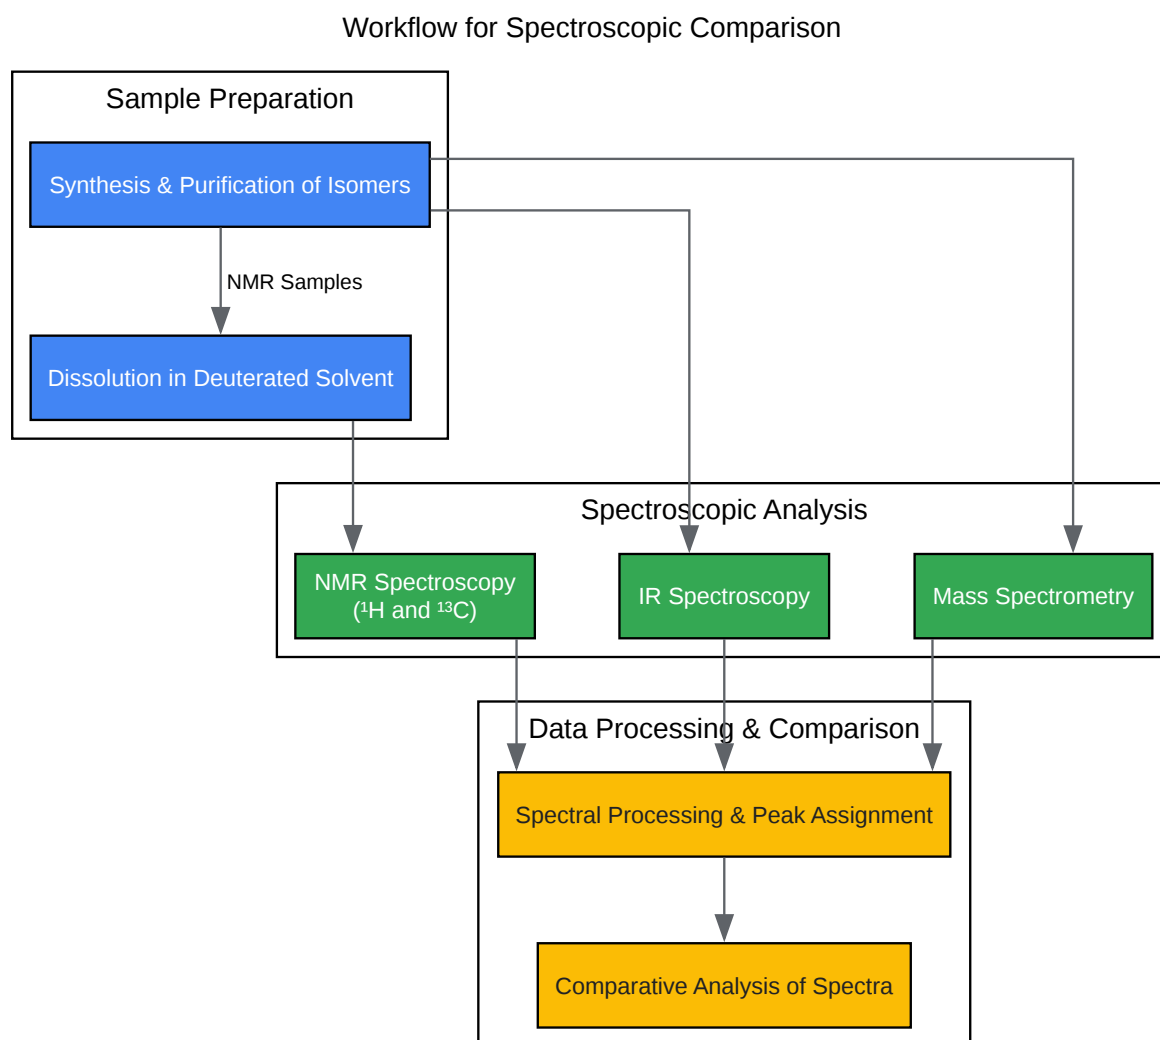 Workflow for Spectroscopic Comparison
Sample Preparation
Synthesis & Purification of Isomers
NMR Samples
Dissolution in Deuterated Solvent
Spectroscopic Analysis
NMR Spectroscopy
(¹H and ¹³C)
IR Spectroscopy
Mass Spectrometry
Data Processing & Comparison
Spectral Processing & Peak Assignment
Comparative Analysis of Spectra